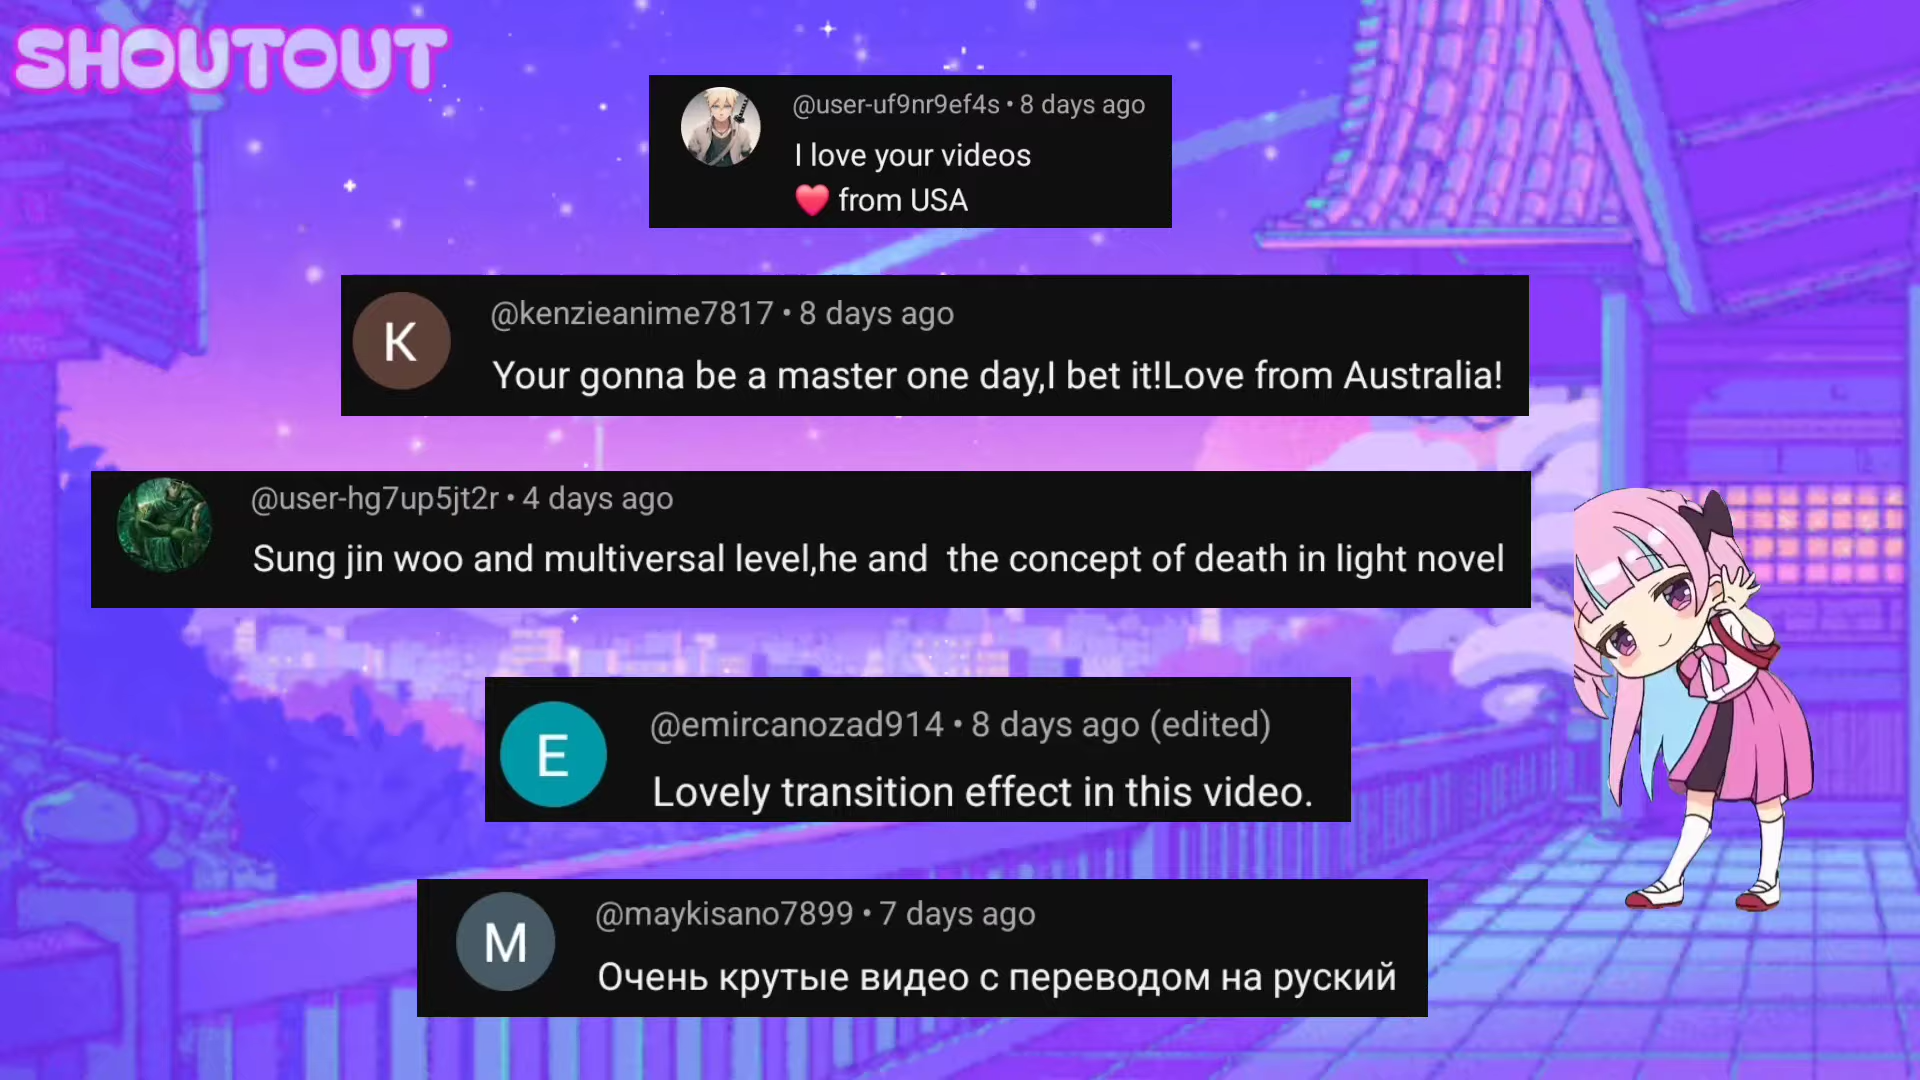 SHOUTOUT
@user-uf9nr9ef4s • 8 days ago
I love your videos
❤️ from USA
K
@kenzieanime7817 • 8 days ago
Your gonna be a master one day,I bet it!Love from Australia!
@user-hg7up5jt2r • 4 days ago
Sung jin woo and multiversal level,he and  the concept of death in light novel
E
@emircanozad914 • 8 days ago (edited)
Lovely transition effect in this video.
M
@maykisano7899 • 7 days ago
Очень крутые видео с переводом на руский